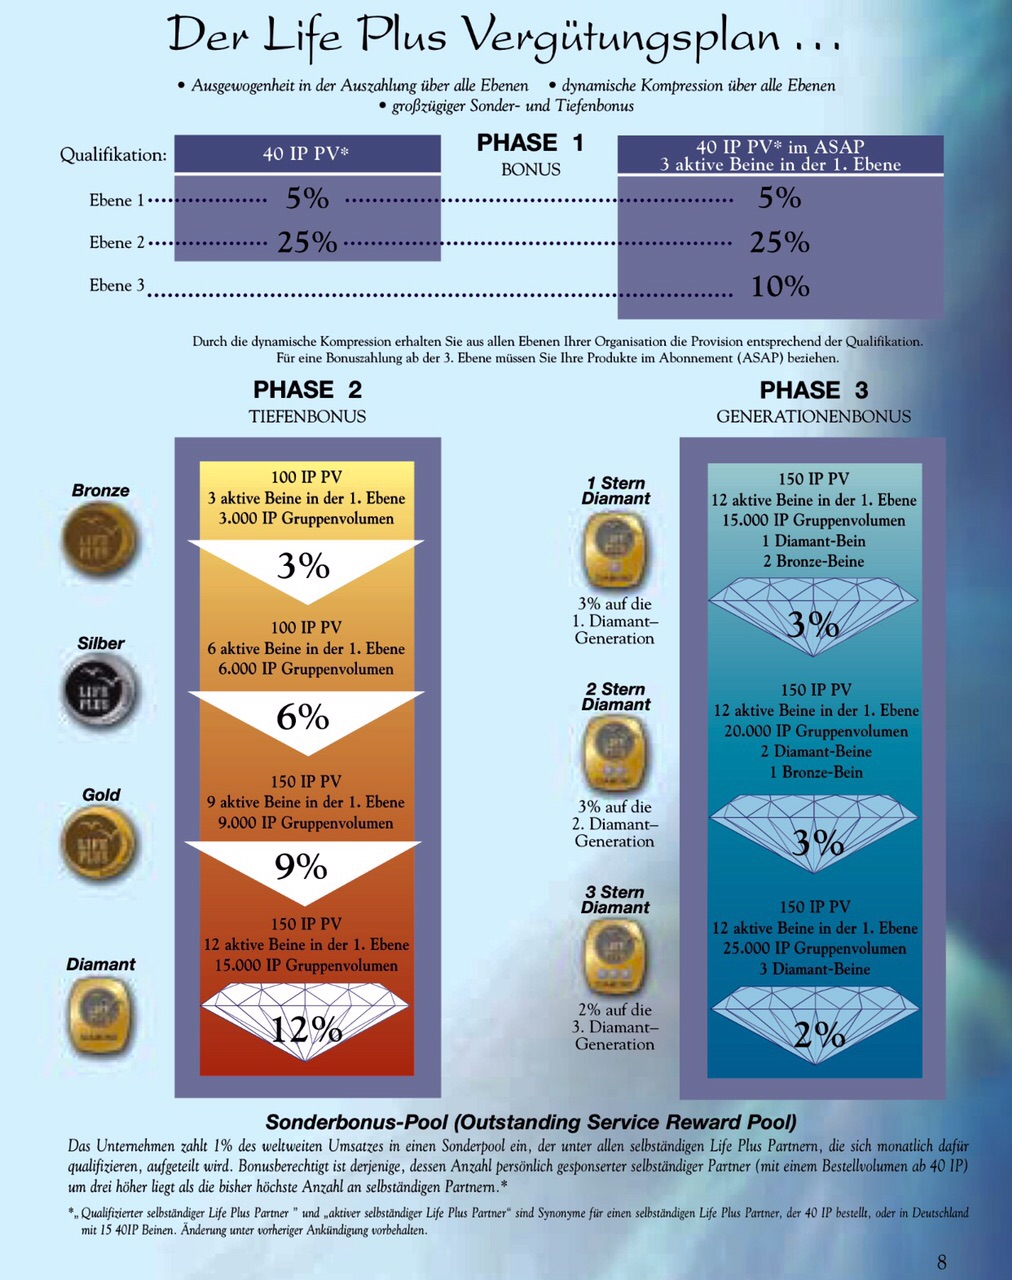 Der Life Plus Vergütungsplan ...
• Ausgewogenheit in der Auszahlung über alle Ebenen • dynamische Kompression über alle Ebenen
• großzügiger Sonder- und Tiefenbonus
PHASE 1
BONUS
Qualifikation:
40 IP PV*
40 IP PV* im ASAP
3 aktive Beine in der 1. Ebene
Ebene 1 5% 5%
Ebene 2 25% 25%
Ebene 3 10%
Durch die dynamische Kompression erhalten Sie aus allen Ebenen Ihrer Organisation die Provision entsprechend der Qualifikation.
Für eine Bonuszahlung ab der 3. Ebene müssen Sie Ihre Produkte im Abonnement (ASAP) beziehen.
PHASE 2
TIEFENBONUS
Bronze
LIFE
PLUS
100 IP PV
3 aktive Beine in der 1. Ebene
3.000 IP Gruppenvolumen
3%
Silber
LIFE
PLUS
100 IP PV
6 aktive Beine in der 1. Ebene
6.000 IP Gruppenvolumen
6%
Gold
LIFE
PLUS
150 IP PV
9 aktive Beine in der 1. Ebene
9.000 IP Gruppenvolumen
9%
Diamant
150 IP PV
12 aktive Beine in der 1. Ebene
15.000 IP Gruppenvolumen
12%
PHASE 3
GENERATIONENBONUS
1 Stern
Diamant
3% auf die
1. Diamant–
Generation
150 IP PV
12 aktive Beine in der 1. Ebene
15.000 IP Gruppenvolumen
1 Diamant-Bein
2 Bronze-Beine
3%
2 Stern
Diamant
3% auf die
2. Diamant–
Generation
150 IP PV
12 aktive Beine in der 1. Ebene
20.000 IP Gruppenvolumen
2 Diamant-Beine
1 Bronze-Bein
3%
3 Stern
Diamant
2% auf die
3. Diamant–
Generation
150 IP PV
12 aktive Beine in der 1. Ebene
25.000 IP Gruppenvolumen
3 Diamant-Beine
2%
Sonderbonus-Pool (Outstanding Service Reward Pool)
Das Unternehmen zahlt 1% des weltweiten Umsatzes in einen Sonderpool ein, der unter allen selbständigen Life Plus Partnern, die sich monatlich dafür
qualifizieren, aufgeteilt wird. Bonusberechtigt ist derjenige, dessen Anzahl persönlich gesponserter selbständiger Partner (mit einem Bestellvolumen ab 40 IP)
um drei höher liegt als die bisher höchste Anzahl an selbständigen Partnern.*
*„ Qualifizierter selbständiger Life Plus Partner ” und „aktiver selbständiger Life Plus Partner“ sind Synonyme für einen selbständigen Life Plus Partner, der 40 IP bestellt, oder in Deutschland
mit 15 40IP Beinen. Änderung unter vorheriger Ankündigung vorbehalten.
8